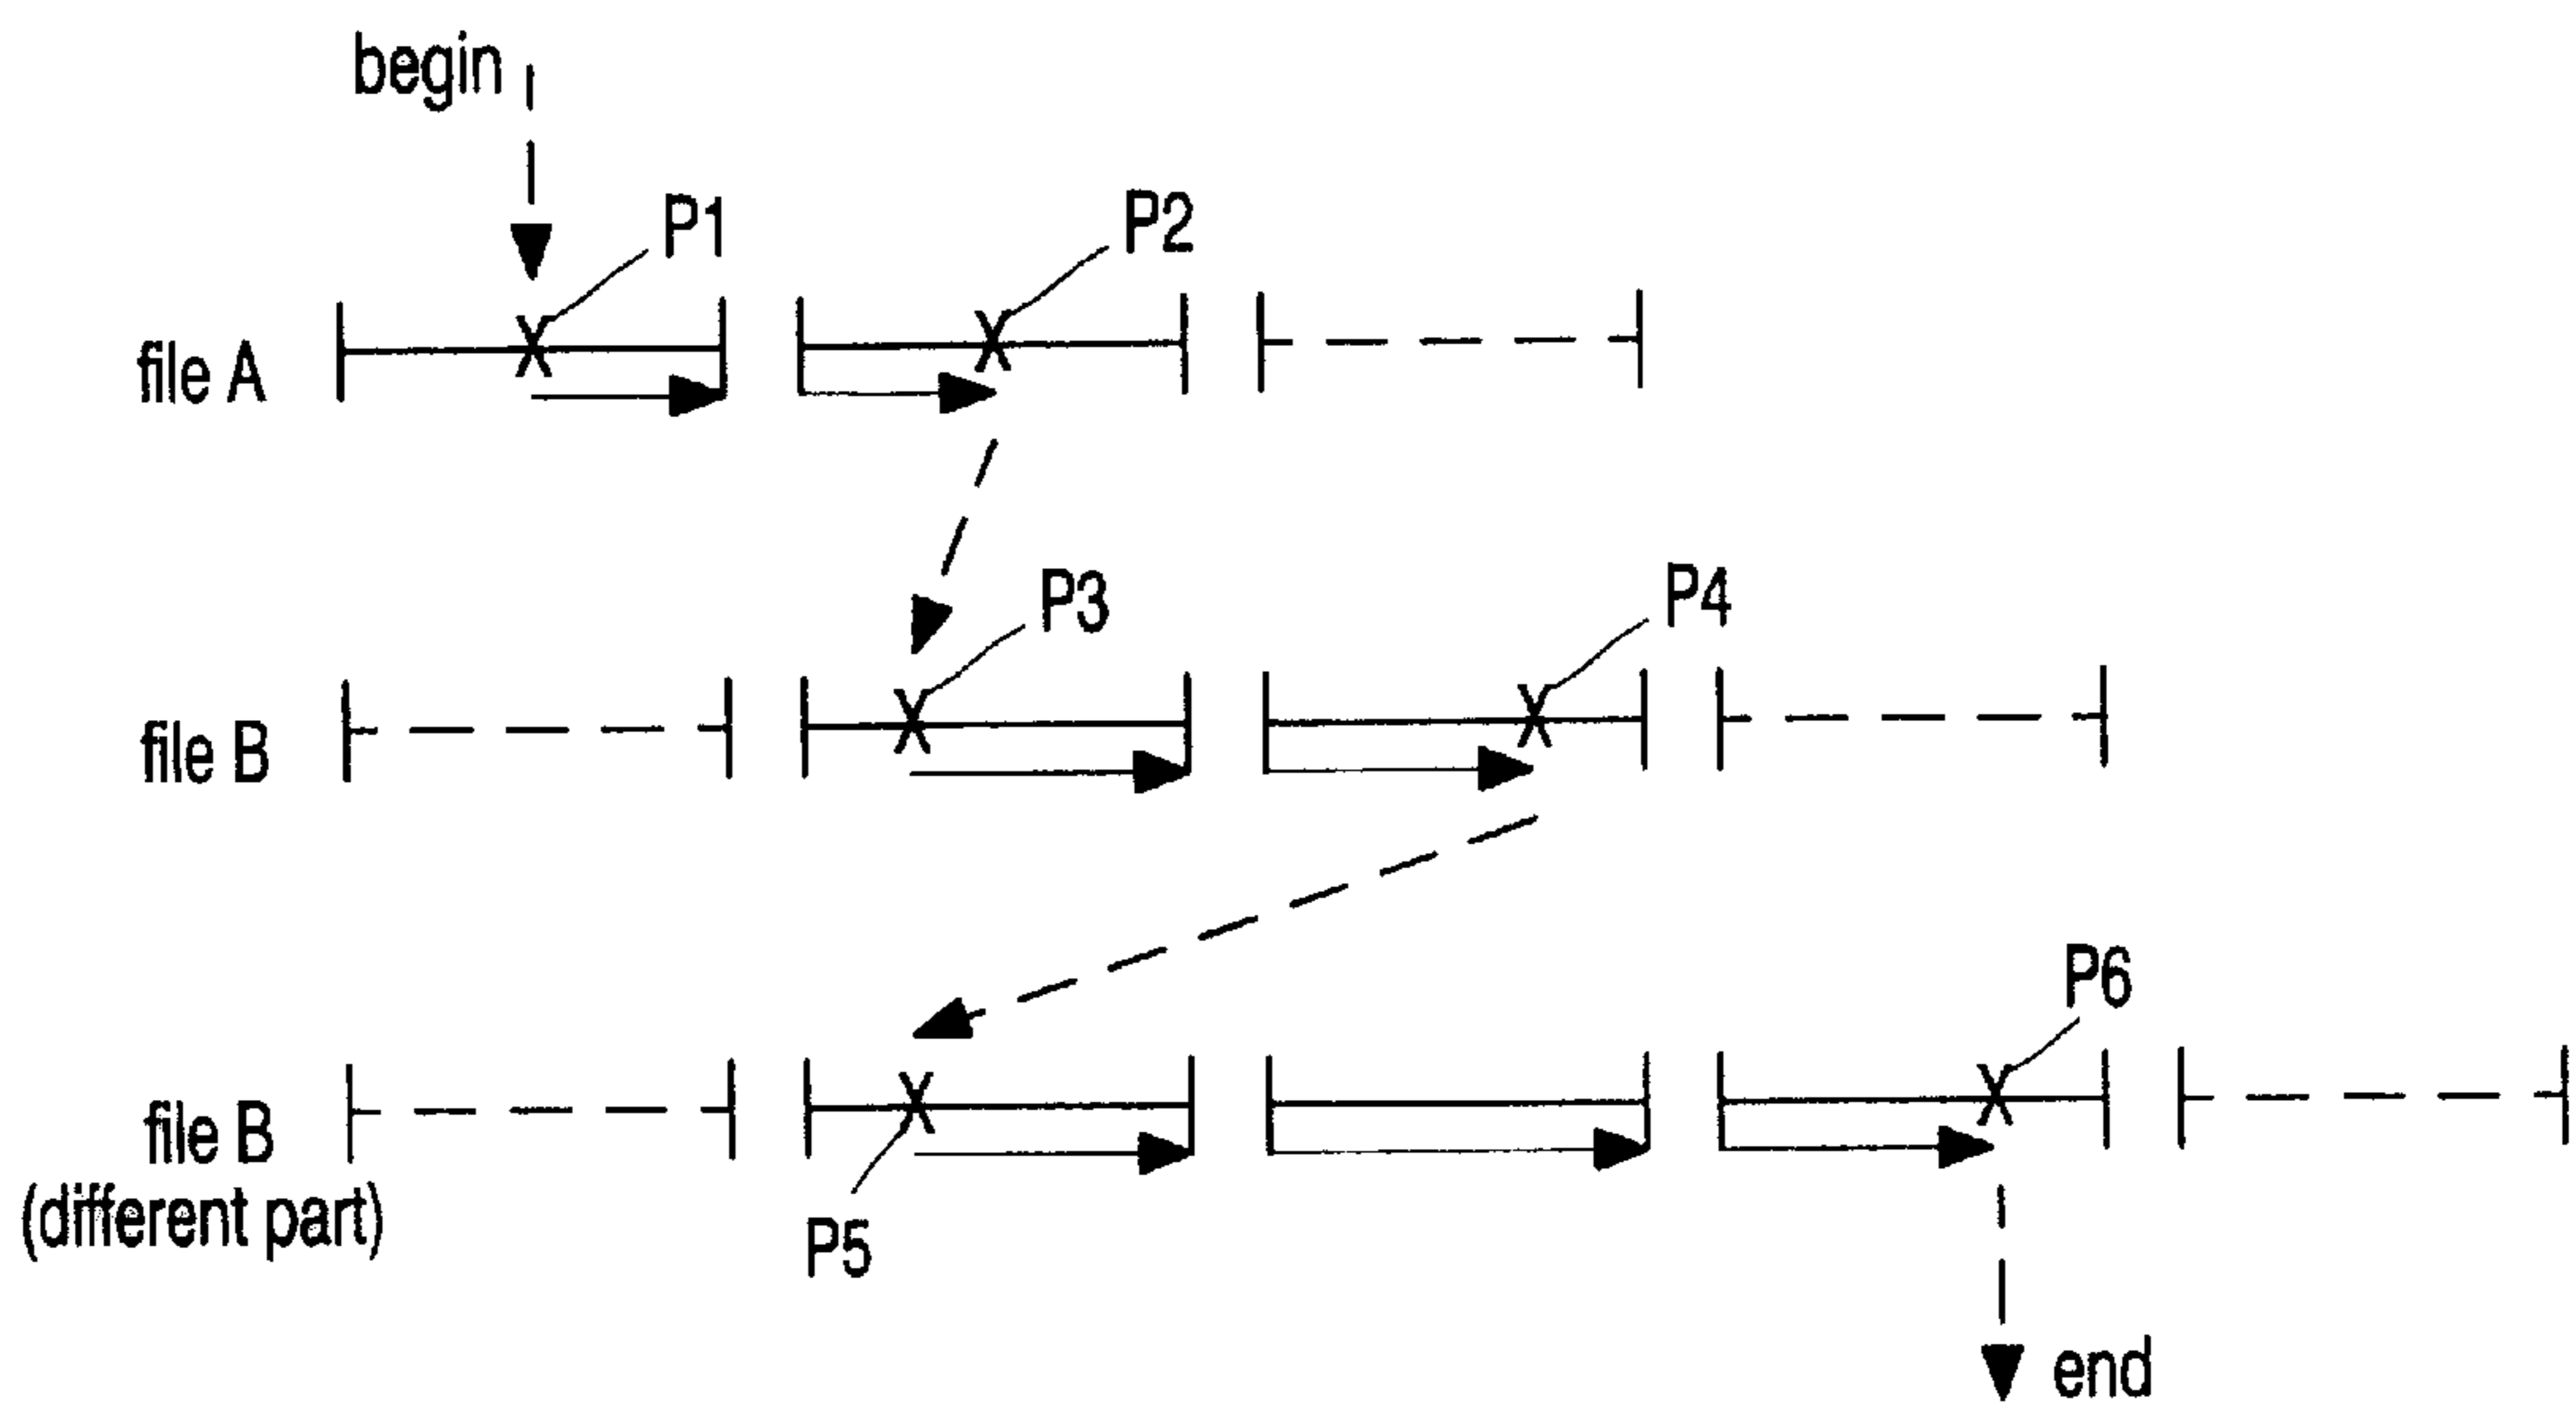 begin
P1
P2
file A
P3
P4
file B
P6
file B
(different part)
P5
end